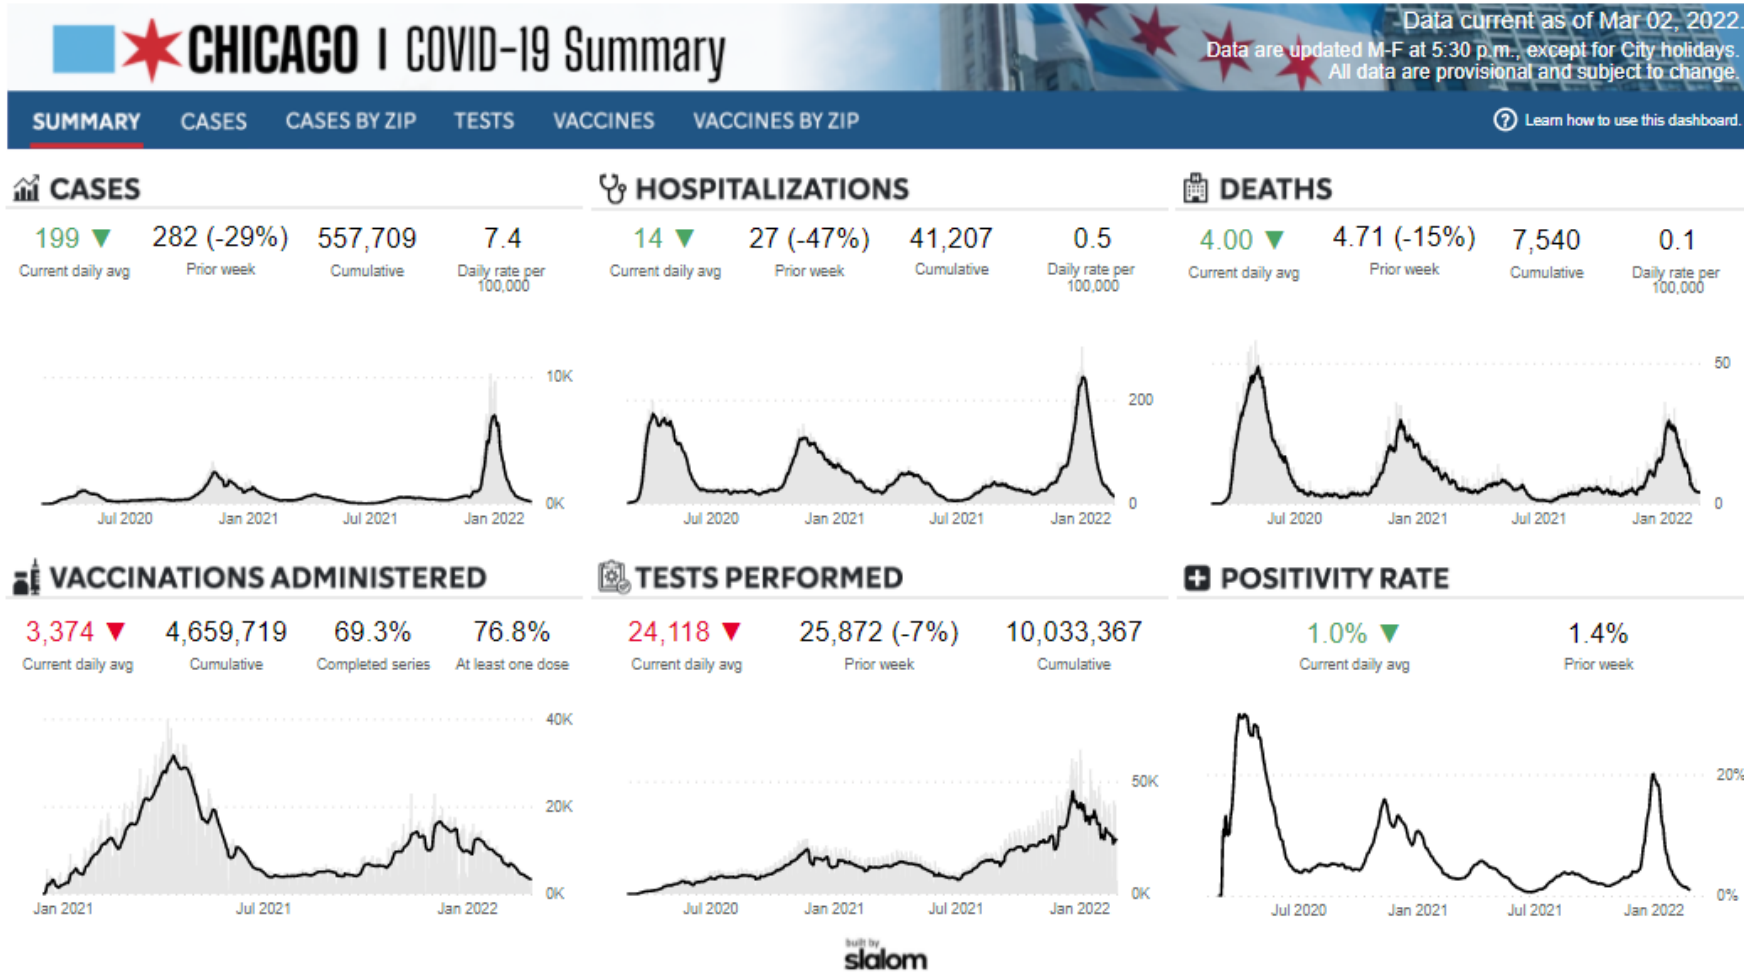 CHICAGO | COVID-19 Summary
Data current as of Mar 02, 2022.
Data are updated M-F at 5:30 p.m., except for City holidays.
All data are provisional and subject to change.
SUMMARY CASES CASES BY ZIP TESTS VACCINES VACCINES BY ZIP
? Learn how to use this dashboard.
CASES
199 ▼ 282 (-29%) 557,709 7.4
Current daily avg Prior week Cumulative Daily rate per
100,000
10K
0K
Jul 2020 Jan 2021 Jul 2021 Jan 2022
HOSPITALIZATIONS
14 ▼ 27 (-47%) 41,207 0.5
Current daily avg Prior week Cumulative Daily rate per
100,000
200
0
Jul 2020 Jan 2021 Jul 2021 Jan 2022
DEATHS
4.00 ▼ 4.71 (-15%) 7,540 0.1
Current daily avg Prior week Cumulative Daily rate per
100,000
50
0
Jul 2020 Jan 2021 Jul 2021 Jan 2022
VACCINATIONS ADMINISTERED
3,374 ▼ 4,659,719 69.3% 76.8%
Current daily avg Cumulative Completed series At least one dose
40K
20K
0K
Jan 2021 Jul 2021 Jan 2022
TESTS PERFORMED
24,118 ▼ 25,872 (-7%) 10,033,367
Current daily avg Prior week Cumulative
50K
0K
Jul 2020 Jan 2021 Jul 2021 Jan 2022
POSITIVITY RATE
1.0% ▼ 1.4%
Current daily avg Prior week
20%
0%
Jul 2020 Jan 2021 Jul 2021 Jan 2022
built by
slalom